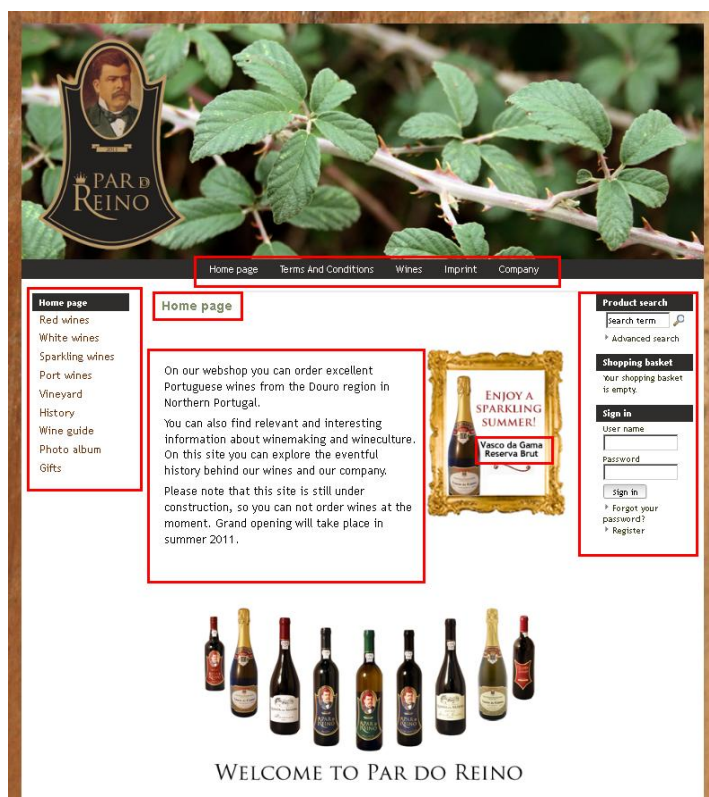 2011
PAR DO
REINO
Home page Terms And Conditions Wines Imprint Company
Home page
Red wines
White wines
Sparkling wines
Port wines
Vineyard
History
Wine guide
Photo album
Gifts
Home page
On our webshop you can order excellent
Portuguese wines from the Douro region in
Northern Portugal.
You can also find relevant and interesting
information about winemaking and wineculture.
On this site you can explore the eventful
history behind our wines and our company.
Please note that this site is still under
construction, so you can not order wines at the
moment. Grand opening will take place in
summer 2011.
ENJOY A
SPARKLING
SUMMER!
Vasco da Gama
Reserva Brut
Product search
Search term
Advanced search
Shopping basket
Your shopping basket
is empty.
Sign in
User name
Password
Sign in
Forgot your
password?
Register
WELCOME TO PAR DO REINO